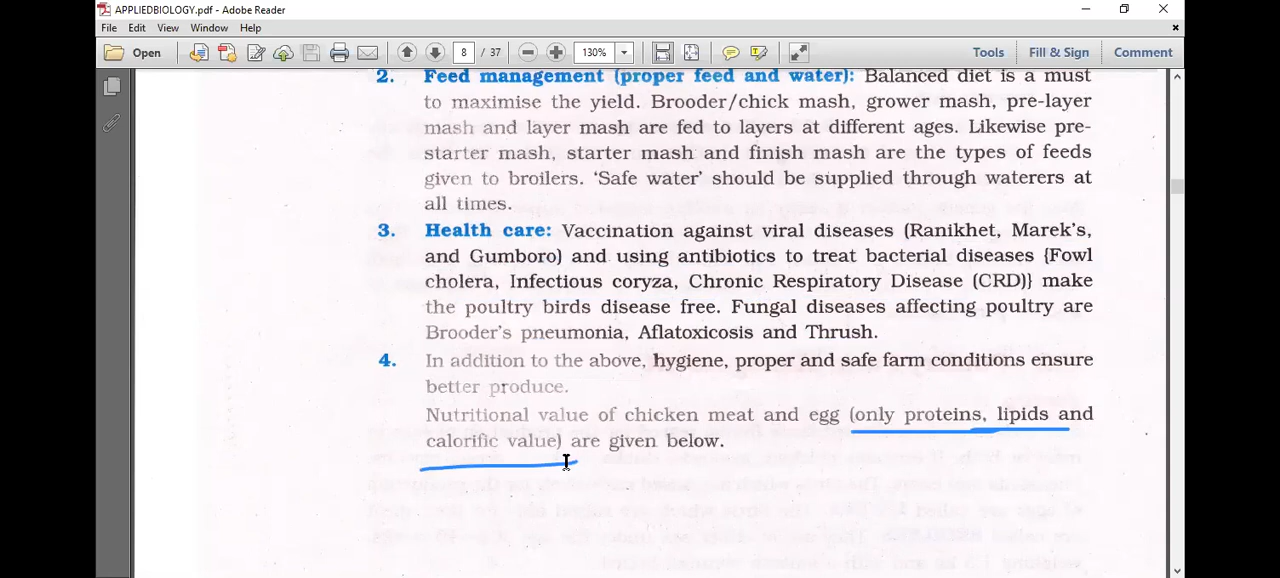 APPLIEDBIOLOGY.pdf - Adobe Reader
File Edit View Window Help
Open 8 / 37 130% Tools Fill & Sign Comment
2. Feed management (proper feed and water): Balanced diet is a must
to maximise the yield. Brooder/chick mash, grower mash, pre-layer
mash and layer mash are fed to layers at different ages. Likewise pre-
starter mash, starter mash and finish mash are the types of feeds
given to broilers. ‘Safe water’ should be supplied through waterers at
all times.
3. Health care: Vaccination against viral diseases (Ranikhet, Marek's,
and Gumboro) and using antibiotics to treat bacterial diseases {Fowl
cholera, Infectious coryza, Chronic Respiratory Disease (CRD)} make
the poultry birds disease free. Fungal diseases affecting poultry are
Brooder's pneumonia, Aflatoxicosis and Thrush.
4. In addition to the above, hygiene, proper and safe farm conditions ensure
better produce.
Nutritional value of chicken meat and egg (only proteins, lipids and
calorific value) are given below.